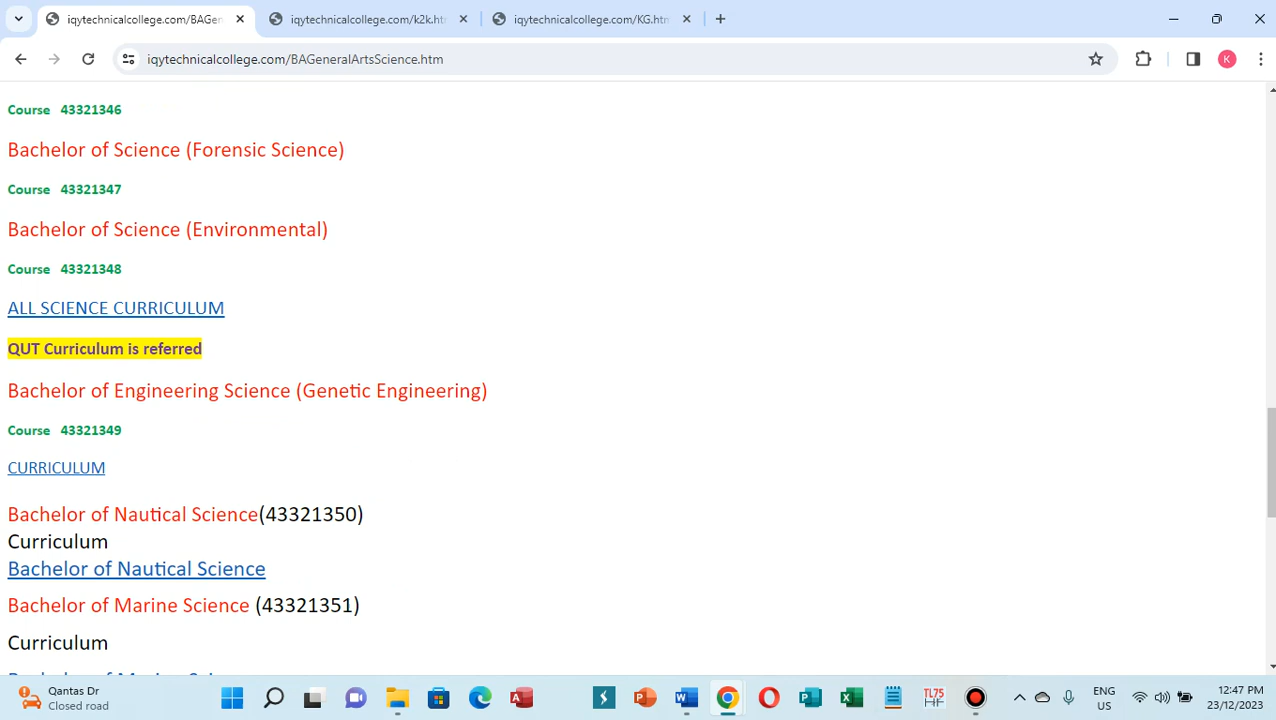 iqytechnicalcollege.com/BAGen
iqytechnicalcollege.com/k2k.htm
iqytechnicalcollege.com/KG.htm
iqytechnicalcollege.com/BAGeneralArtsScience.htm
K
Course 43321346
Bachelor of Science (Forensic Science)
Course 43321347
Bachelor of Science (Environmental)
Course 43321348
ALL SCIENCE CURRICULUM
QUT Curriculum is referred
Bachelor of Engineering Science (Genetic Engineering)
Course 43321349
CURRICULUM
Bachelor of Nautical Science(43321350)
Curriculum
Bachelor of Nautical Science
Bachelor of Marine Science (43321351)
Curriculum
Qantas Dr
Closed road
TL75
ENG
US
12:47 PM
23/12/2023